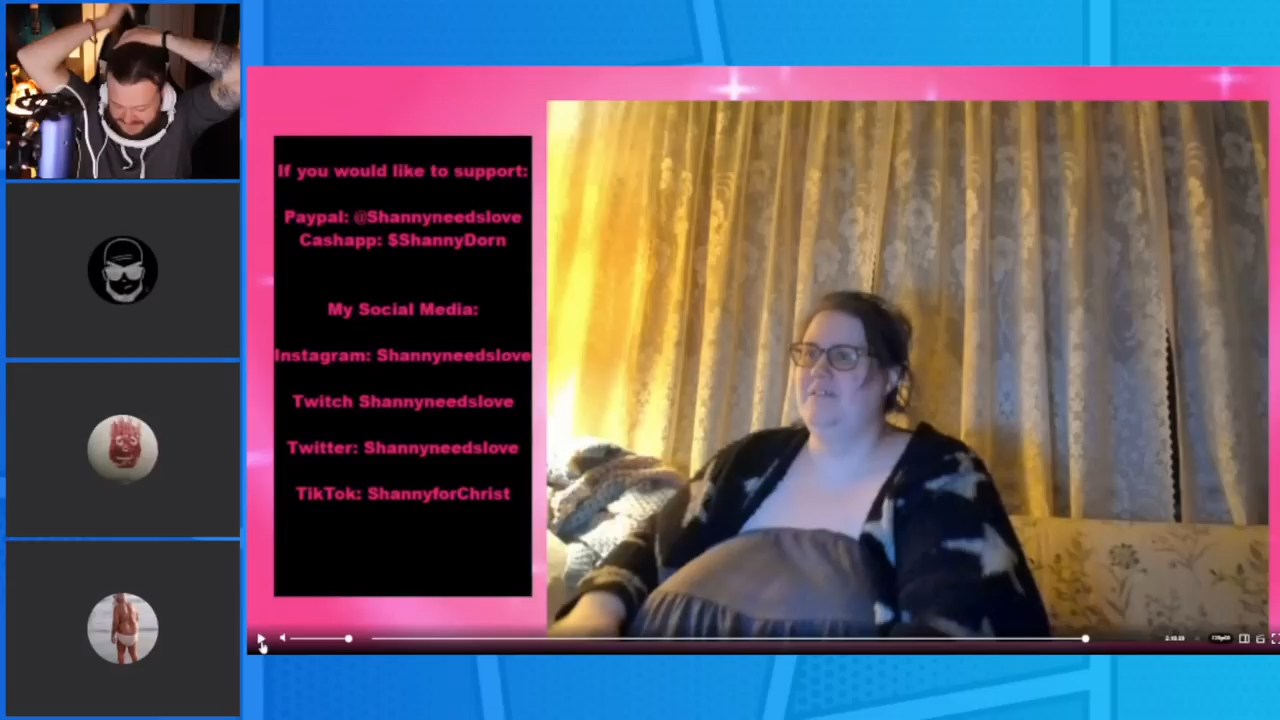 If you would like to support:
Paypal: @Shannyneedslove
Cashapp: $ShannyDorn
My Social Media:
Instagram: Shannyneedslove
Twitch Shannyneedslove
Twitter: Shannyneedslove
TikTok: ShannyforChrist